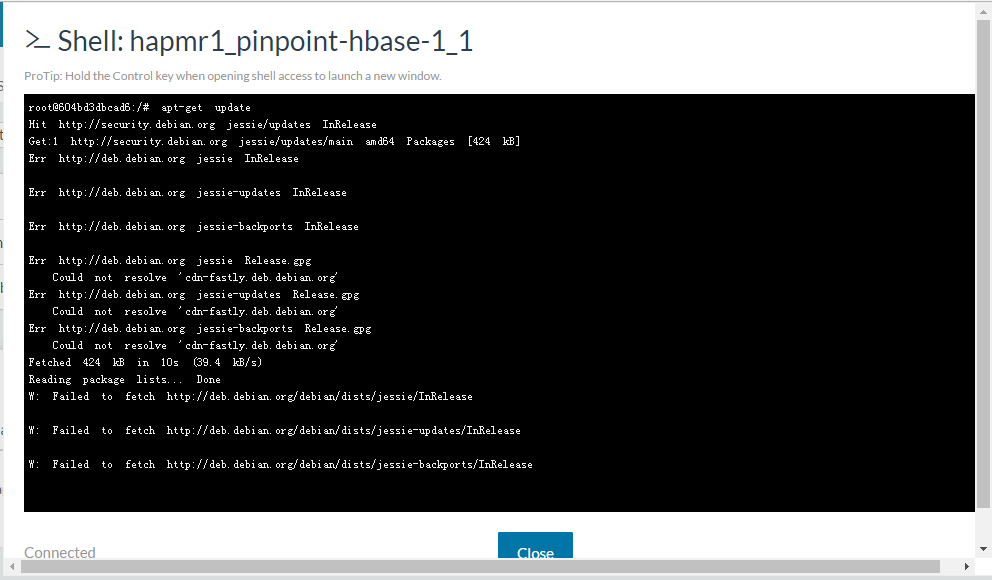 >_ Shell: hapmr1_pinpoint-hbase-1_1
ProTip: Hold the Control key when opening shell access to launch a new window.
root@604bd3dbcad6:/# apt-get update
Hit http://security.debian.org jessie/updates InRelease
Get:1 http://security.debian.org jessie/updates/main amd64 Packages [424 kB]
Err http://deb.debian.org jessie InRelease
Err http://deb.debian.org jessie-updates InRelease
Err http://deb.debian.org jessie-backports InRelease
Err http://deb.debian.org jessie Release.gpg
Could not resolve 'cdn-fastly.deb.debian.org'
Err http://deb.debian.org jessie-updates Release.gpg
Could not resolve 'cdn-fastly.deb.debian.org'
Err http://deb.debian.org jessie-backports Release.gpg
Could not resolve 'cdn-fastly.deb.debian.org'
Fetched 424 kB in 10s (39.4 kB/s)
Reading package lists... Done
W: Failed to fetch http://deb.debian.org/debian/dists/jessie/InRelease
W: Failed to fetch http://deb.debian.org/debian/dists/jessie-updates/InRelease
W: Failed to fetch http://deb.debian.org/debian/dists/jessie-backports/InRelease
Connected
Close